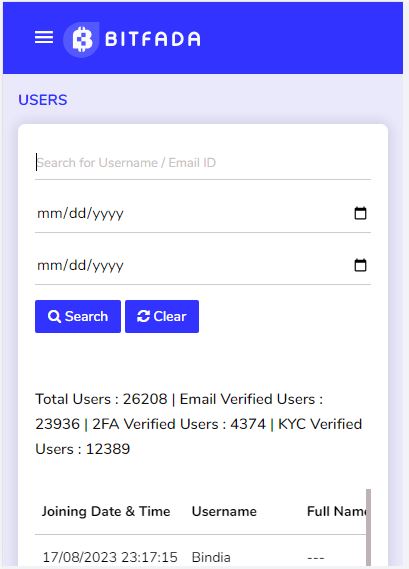 BITFADA
USERS
Search for Username / Email ID
mm/dd/yyyy
mm/dd/yyyy
Search Clear
Total Users : 26208 | Email Verified Users :
23936 | 2FA Verified Users : 4374 | KYC Verified
Users : 12389
Joining Date & Time Username Full Name
17/08/2023 23:17:15 Bindia ---